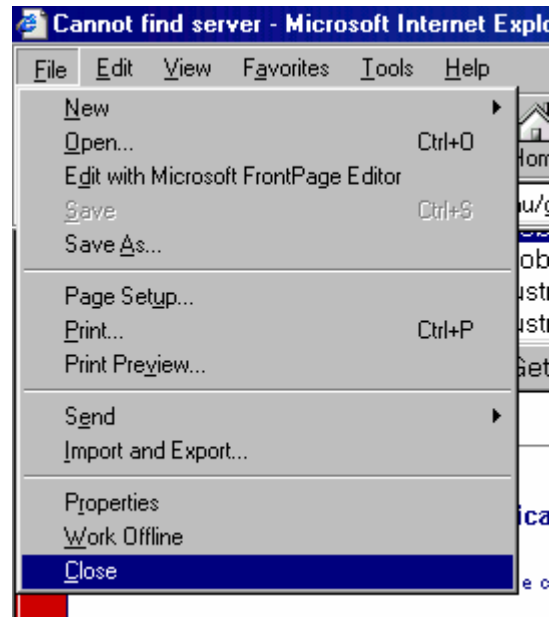 Cannot find server - Microsoft Internet Explo
File Edit View Favorites Tools Help
New
Open... Ctrl+O
Edit with Microsoft FrontPage Editor
Save Ctrl+S
Save As...
Page Setup...
Print... Ctrl+P
Print Preview...
Send
Import and Export...
Properties
Work Offline
Close